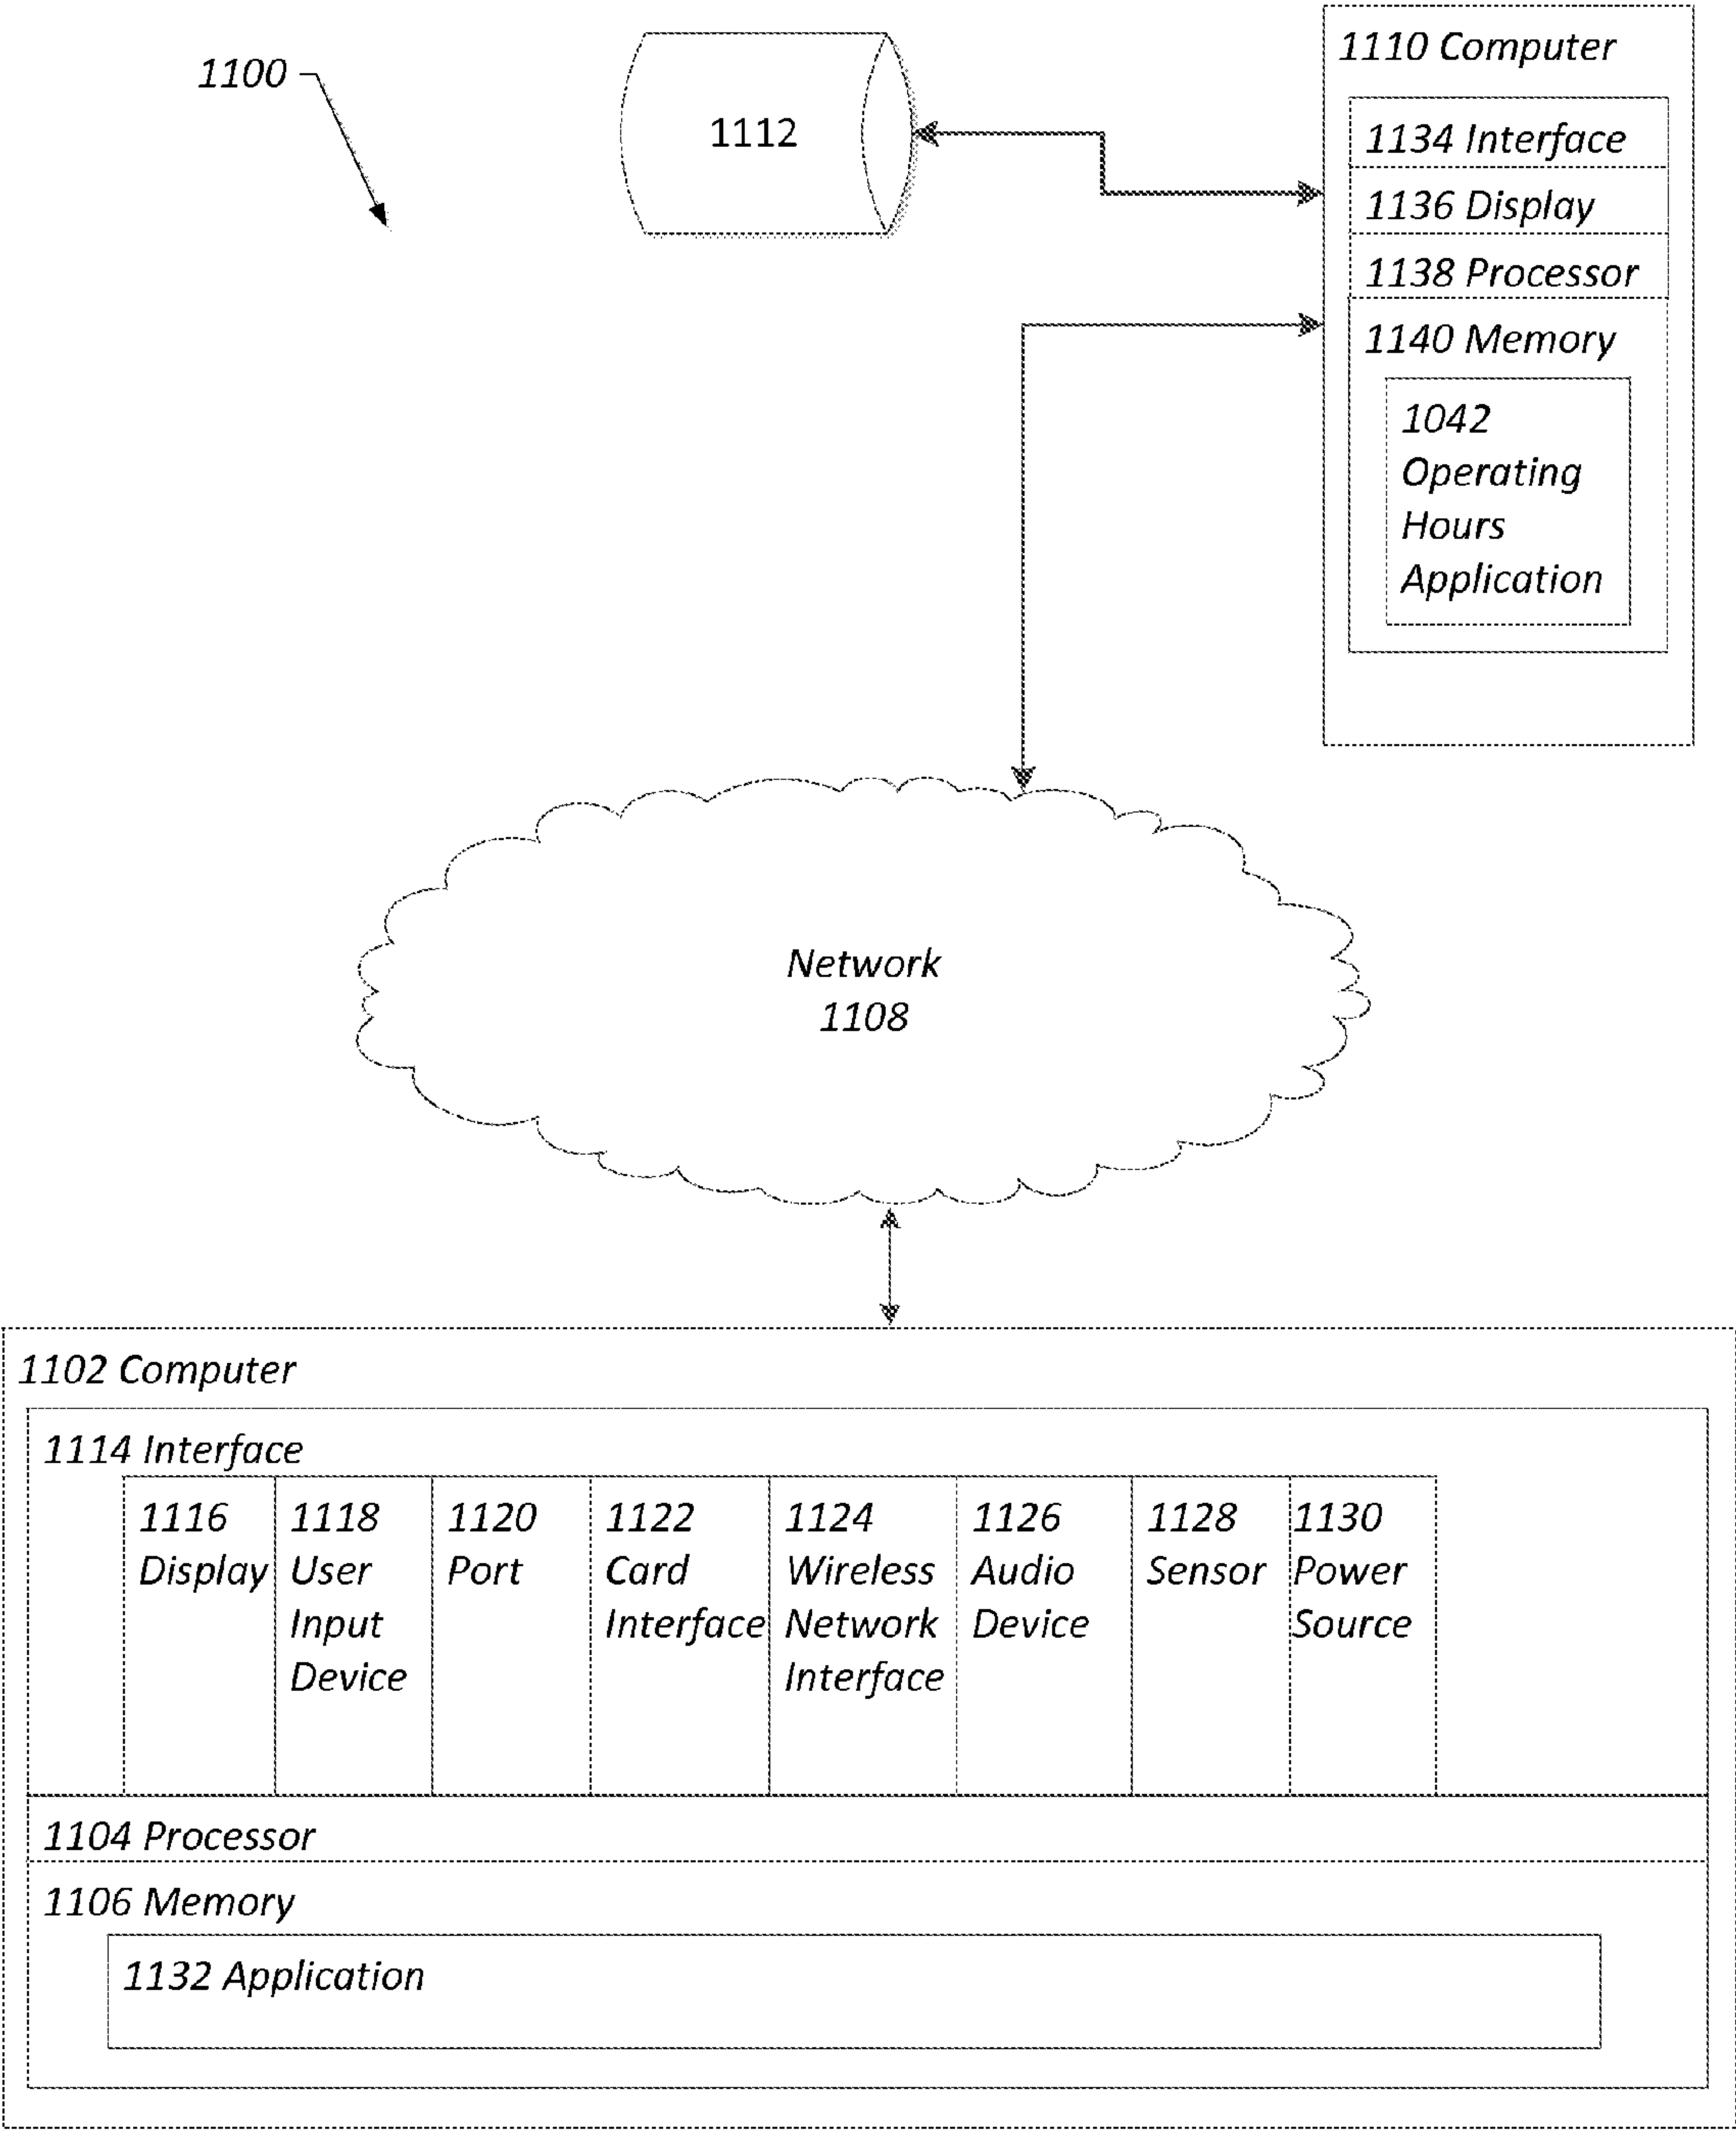 1100
1112
1110 Computer
1134 Interface
1136 Display
1138 Processor
1140 Memory
1042
Operating
Hours
Application
Network
1108
1102 Computer
1114 Interface
1116
Display
1118
User
Input
Device
1120
Port
1122
Card
Interface
1124
Wireless
Network
Interface
1126
Audio
Device
1128
Sensor
1130
Power
Source
1104 Processor
1106 Memory
1132 Application